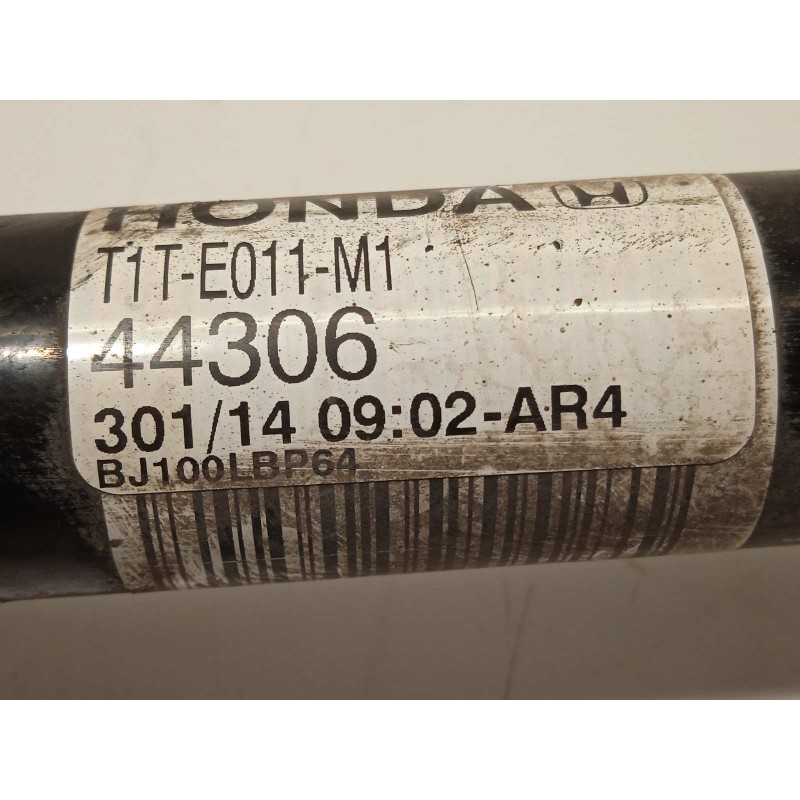 HONDA
T1T-E011-M1
44306
301/14 09:02-AR4
BJ100LBP64